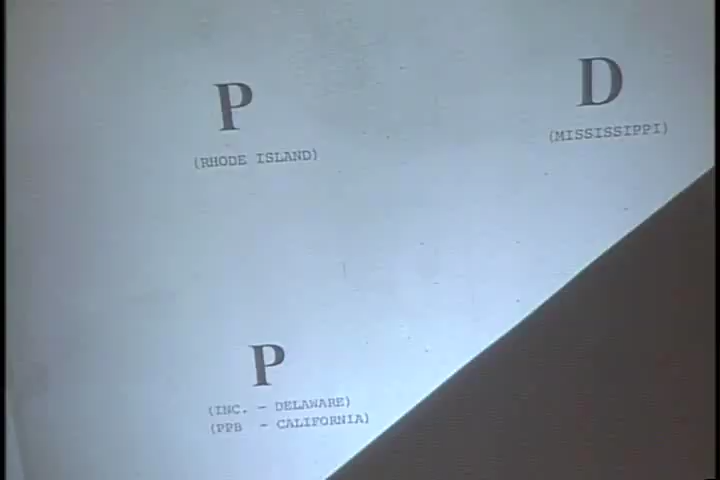 P
(RHODE ISLAND)
D
(MISSISSIPPI)
P
(INC. - DELAWARE)
(PPB - CALIFORNIA)